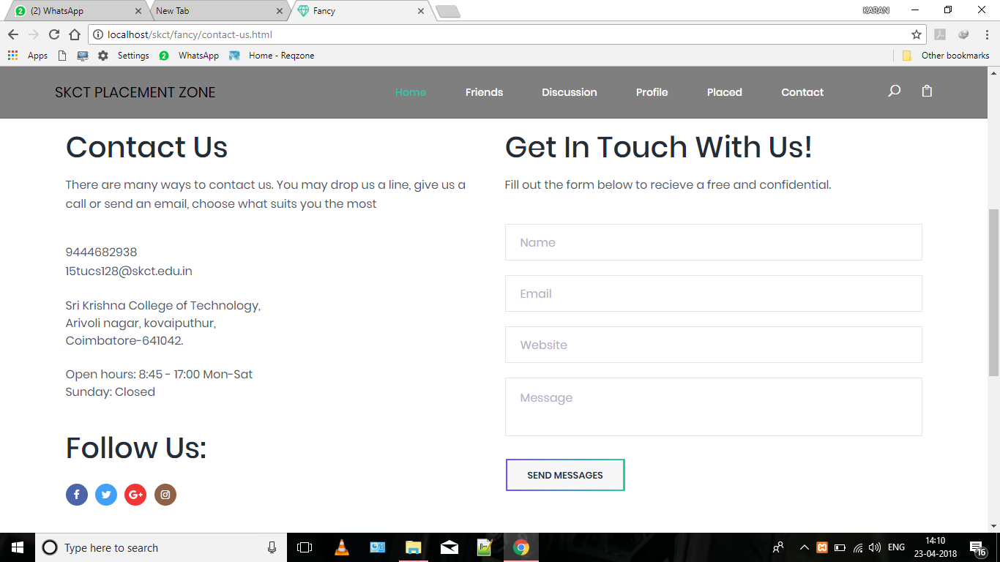 (2) WhatsApp
New Tab
Fancy
KARAN
localhost/skct/fancy/contact-us.html
Apps
Settings
2
WhatsApp
Home - Reqzone
Other bookmarks
SKCT PLACEMENT ZONE
Home
Friends
Discussion
Profile
Placed
Contact
Contact Us
There are many ways to contact us. You may drop us a line, give us a
call or send an email, choose what suits you the most
9444682938
15tucs128@skct.edu.in
Sri Krishna College of Technology,
Arivoli nagar, kovaiputhur,
Coimbatore-641042.
Open hours: 8:45 - 17:00 Mon-Sat
Sunday: Closed
Follow Us:
Get In Touch With Us!
Fill out the form below to recieve a free and confidential.
Name
Email
Website
Message
SEND MESSAGES
Type here to search
ENG
14:10
23-04-2018
16